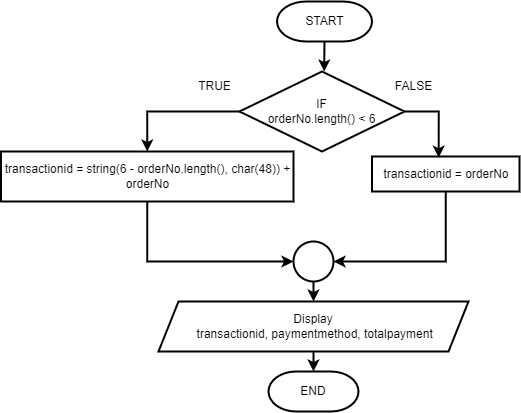 START
TRUE
FALSE
IF
orderNo.length() < 6
transactionid = string(6 - orderNo.length(), char(48)) +
orderNo
transactionid = orderNo
Display
transactionid, paymentmethod, totalpayment
END